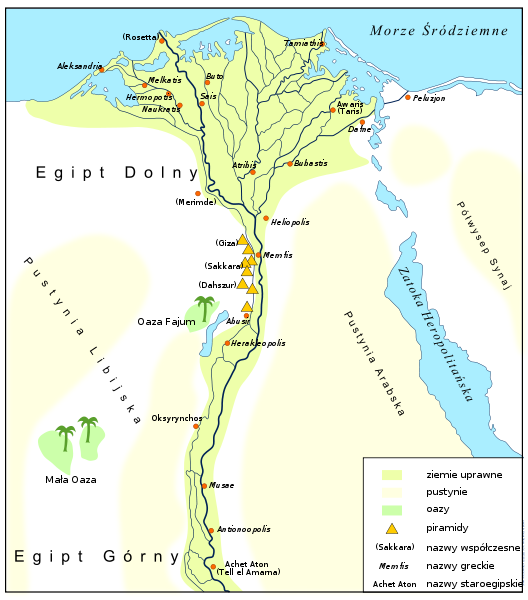 Morze Śródziemne
(Rosetta)
Tamiathis
Aleksandria
Melkatis
Buto
Hermopolis
Sais
Naukratis
Awaris
(Tanis)
Peluzjon
Dafne
Atribis
Bubastis
Egipt Dolny
(Merimde)
Heliopolis
Półwysep Synaj
(Giza)
Memfis
(Sakkara)
(Dahszur)
Zatoka Heropolitańska
Pustynia Libijska
Oaza Fajum
Abusir
Pustynia Arabska
Herakleopolis
Oksyrynchos
Mała Oaza
Musae
Antionoopolis
Egipt Górny
Achet Aton
(Tell el Amarna)
ziemie uprawne
pustynie
oazy
piramidy
(Sakkara) nazwy współczesne
Memfis nazwy greckie
Achet Aton nazwy staroegipskie